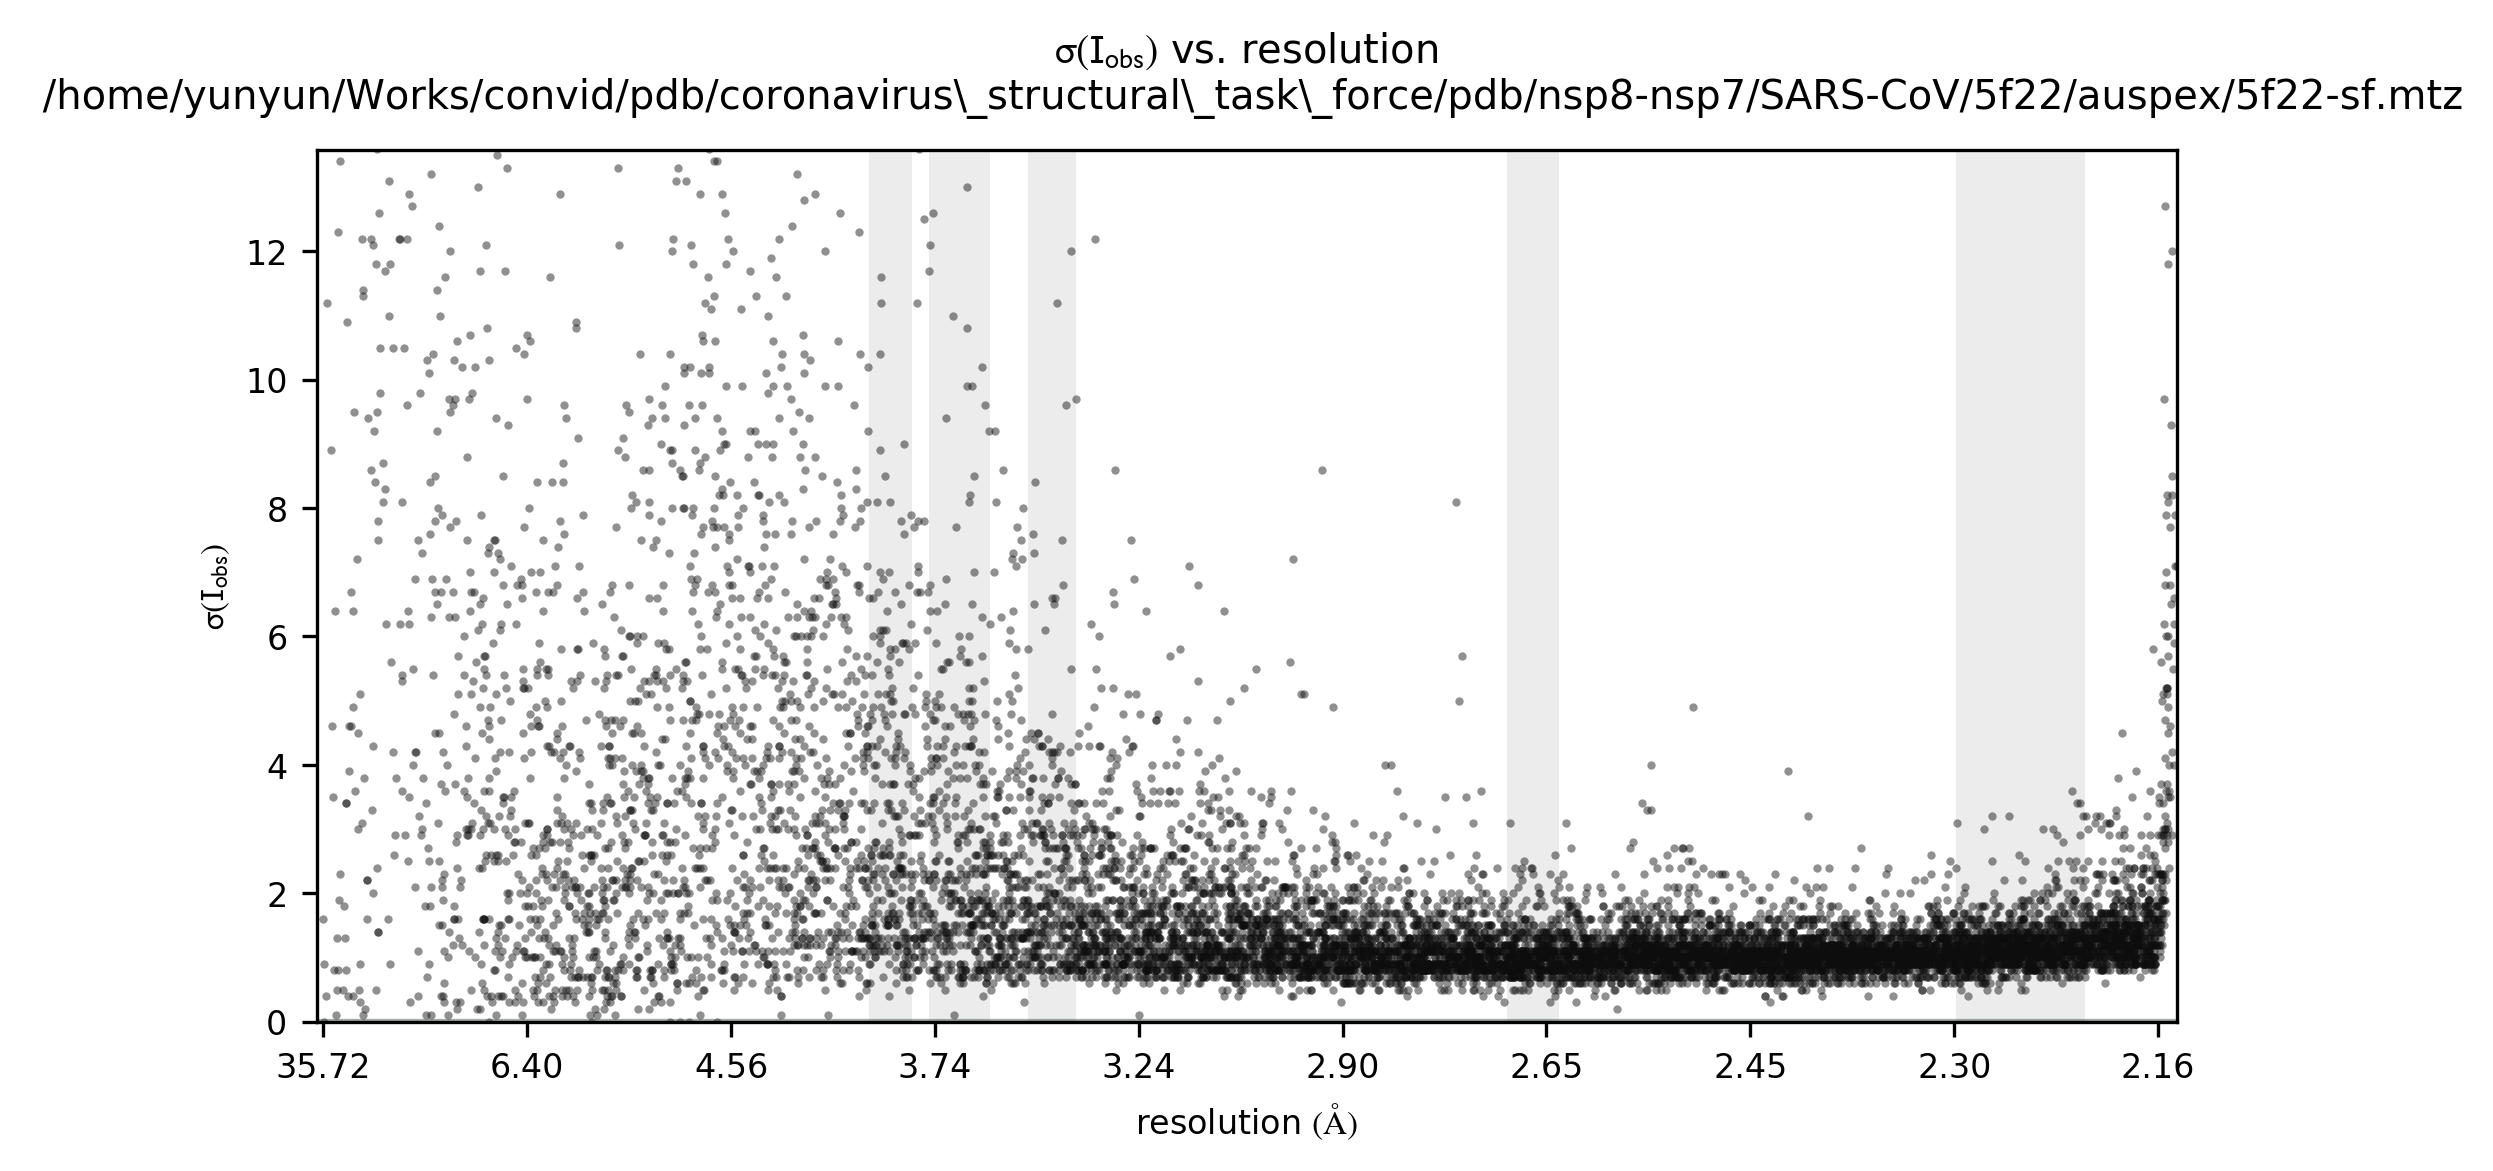 σ(Iobs) vs. resolution
/home/yunyun/Works/convid/pdb/coronavirus\_structural\_task\_force/pdb/nsp8-nsp7/SARS-CoV/5f22/auspex/5f22-sf.mtz
12
10
8
6
4
2
0
σ(Iobs)
35.72 6.40 4.56 3.74 3.24 2.90 2.65 2.45 2.30 2.16
resolution (Å)